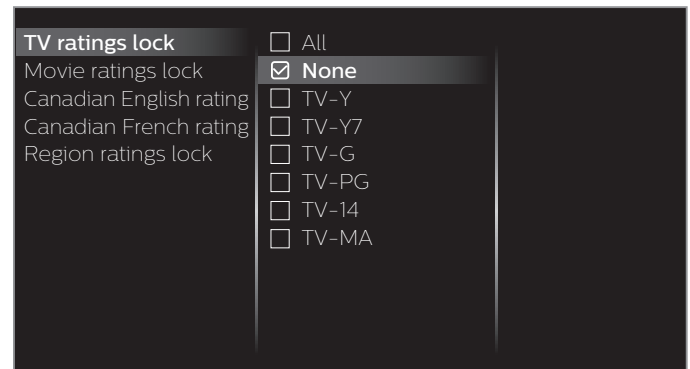 TV ratings lock
Movie ratings lock
Canadian English rating
Canadian French rating
Region ratings lock
All
None
TV-Y
TV-Y7
TV-G
TV-PG
TV-14
TV-MA